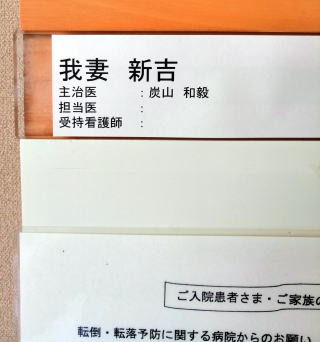 我妻 新吉
主治医 : 炭山 和毅
担当医 :
受持看護師 :
ご入院患者さま・ご家族の
転倒・転落予防に関する病院からのお願い